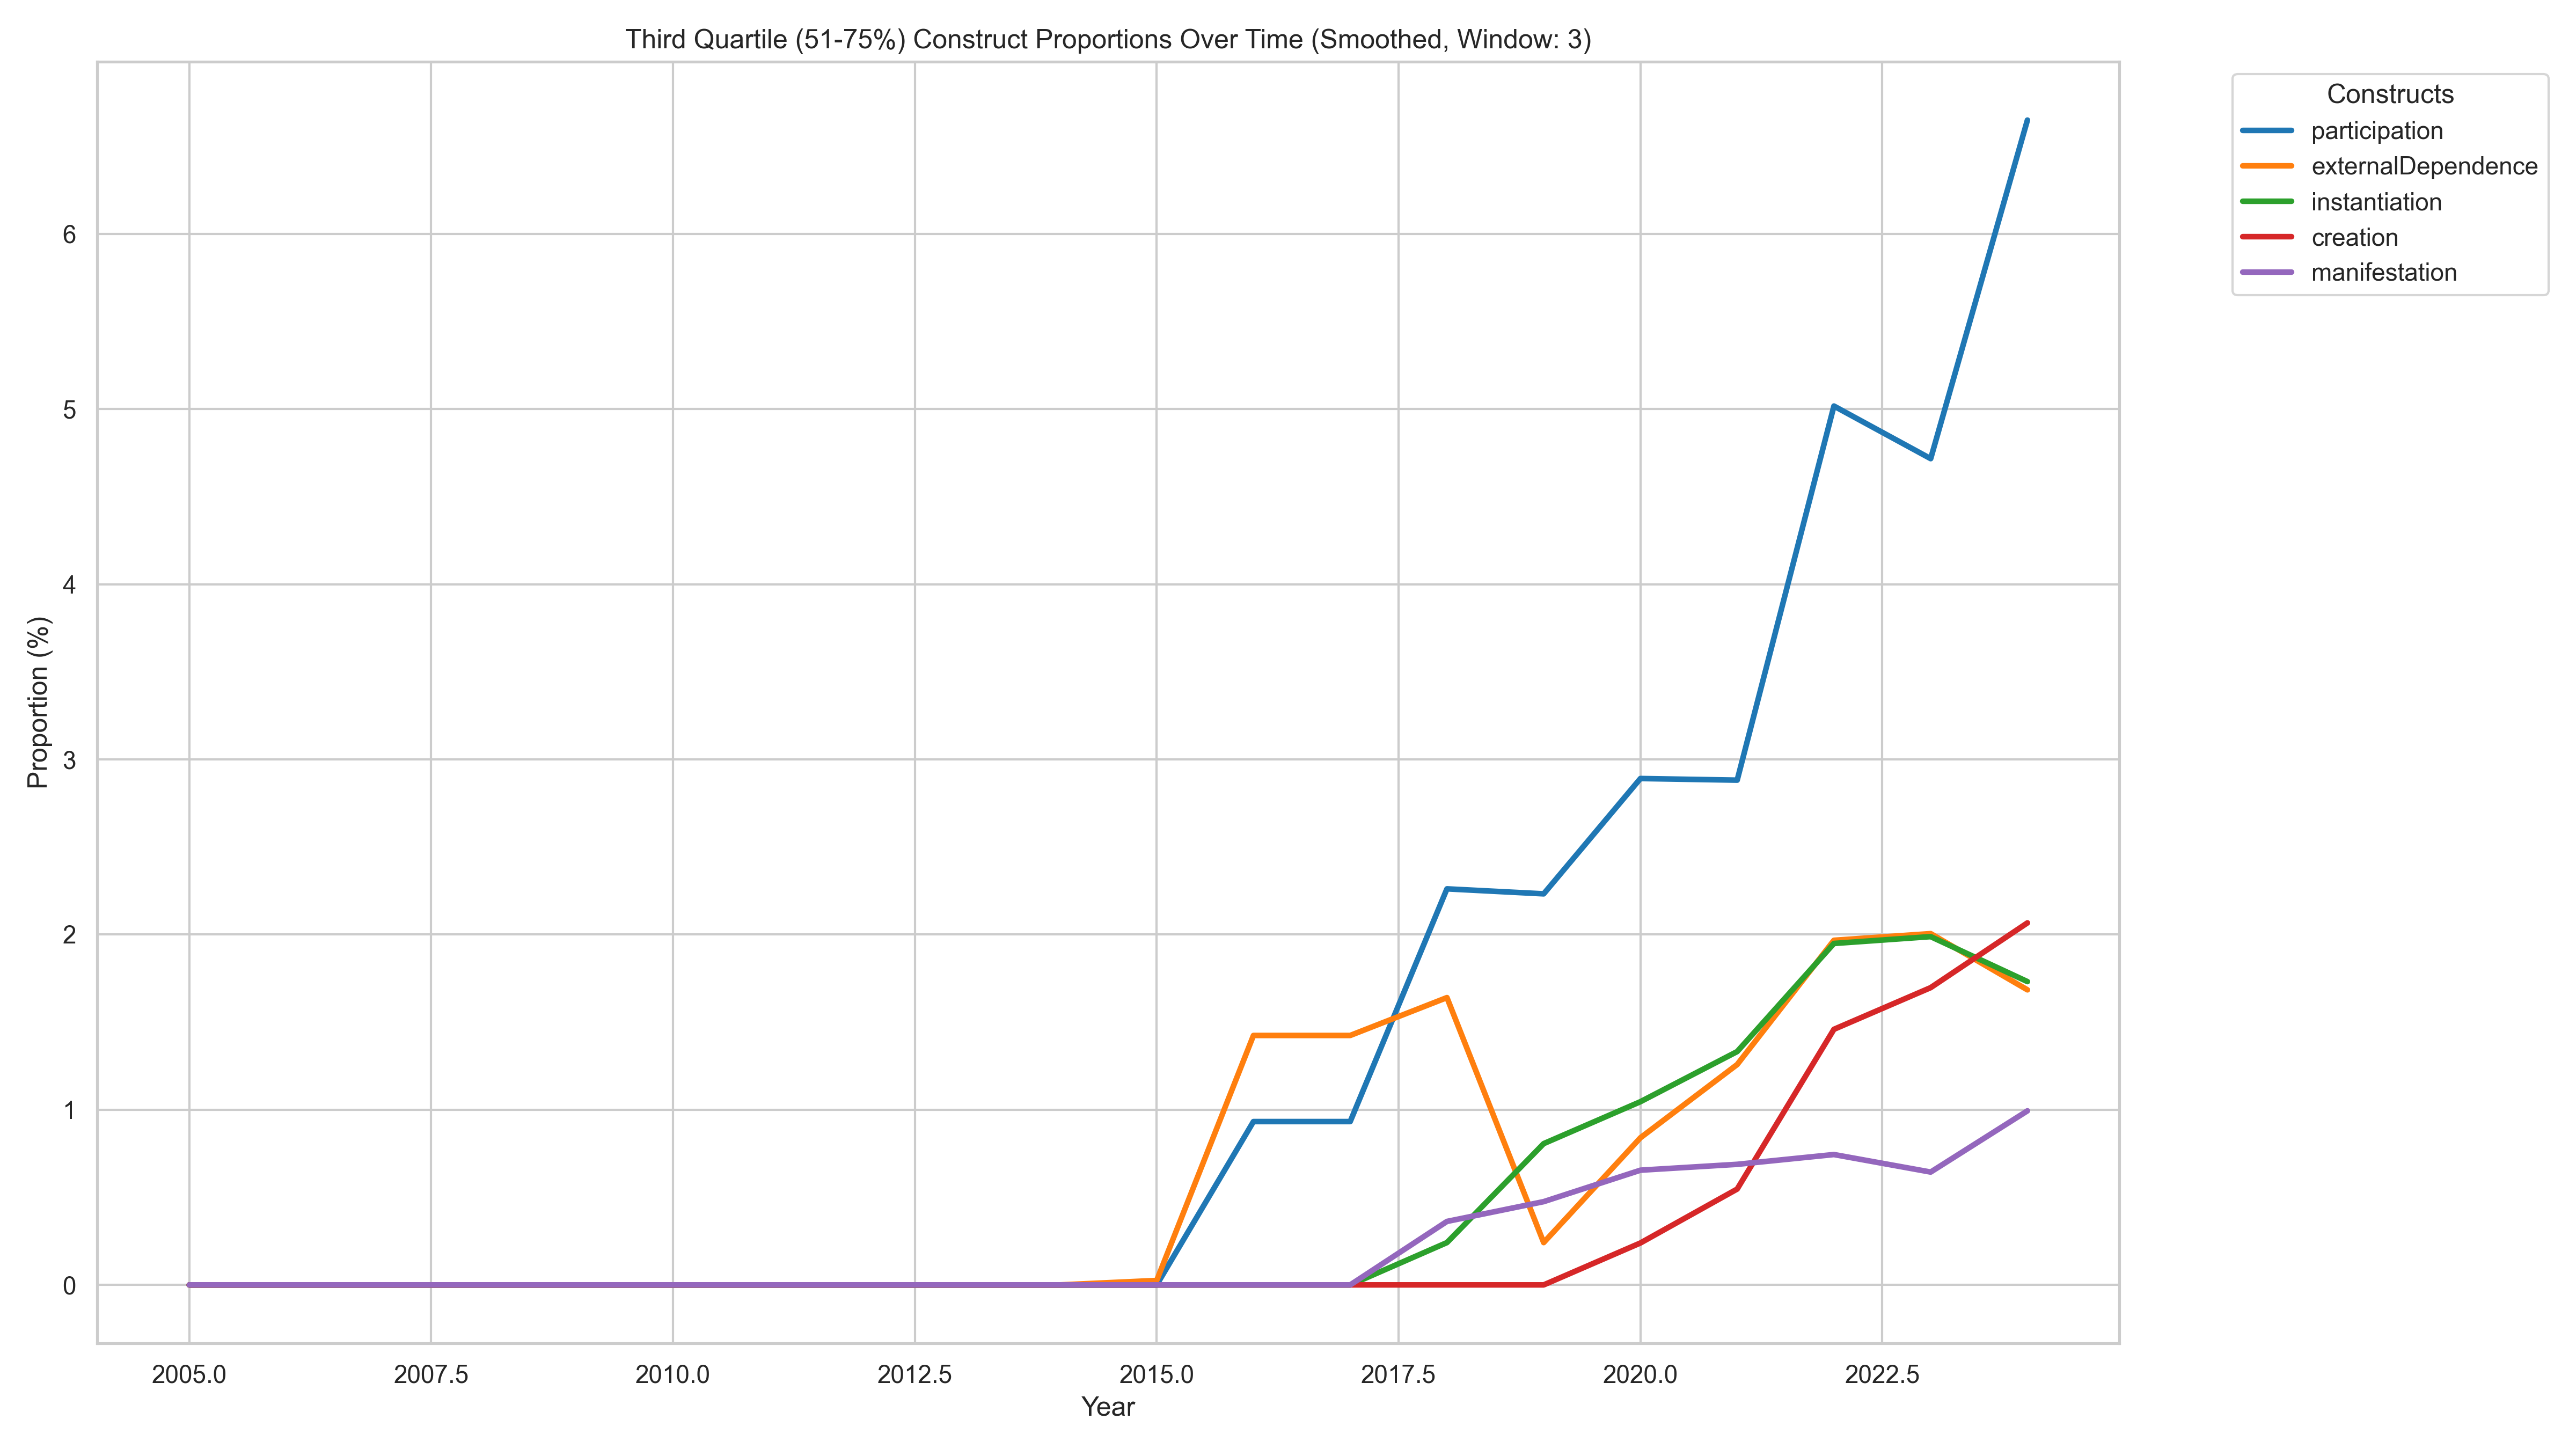 Third Quartile (51-75%) Construct Proportions Over Time (Smoothed, Window: 3)
Constructs
participation
externalDependence
instantiation
creation
manifestation
Proportion (%)
6
5
4
3
2
1
0
2005.0 2007.5 2010.0 2012.5 2015.0 2017.5 2020.0 2022.5
Year